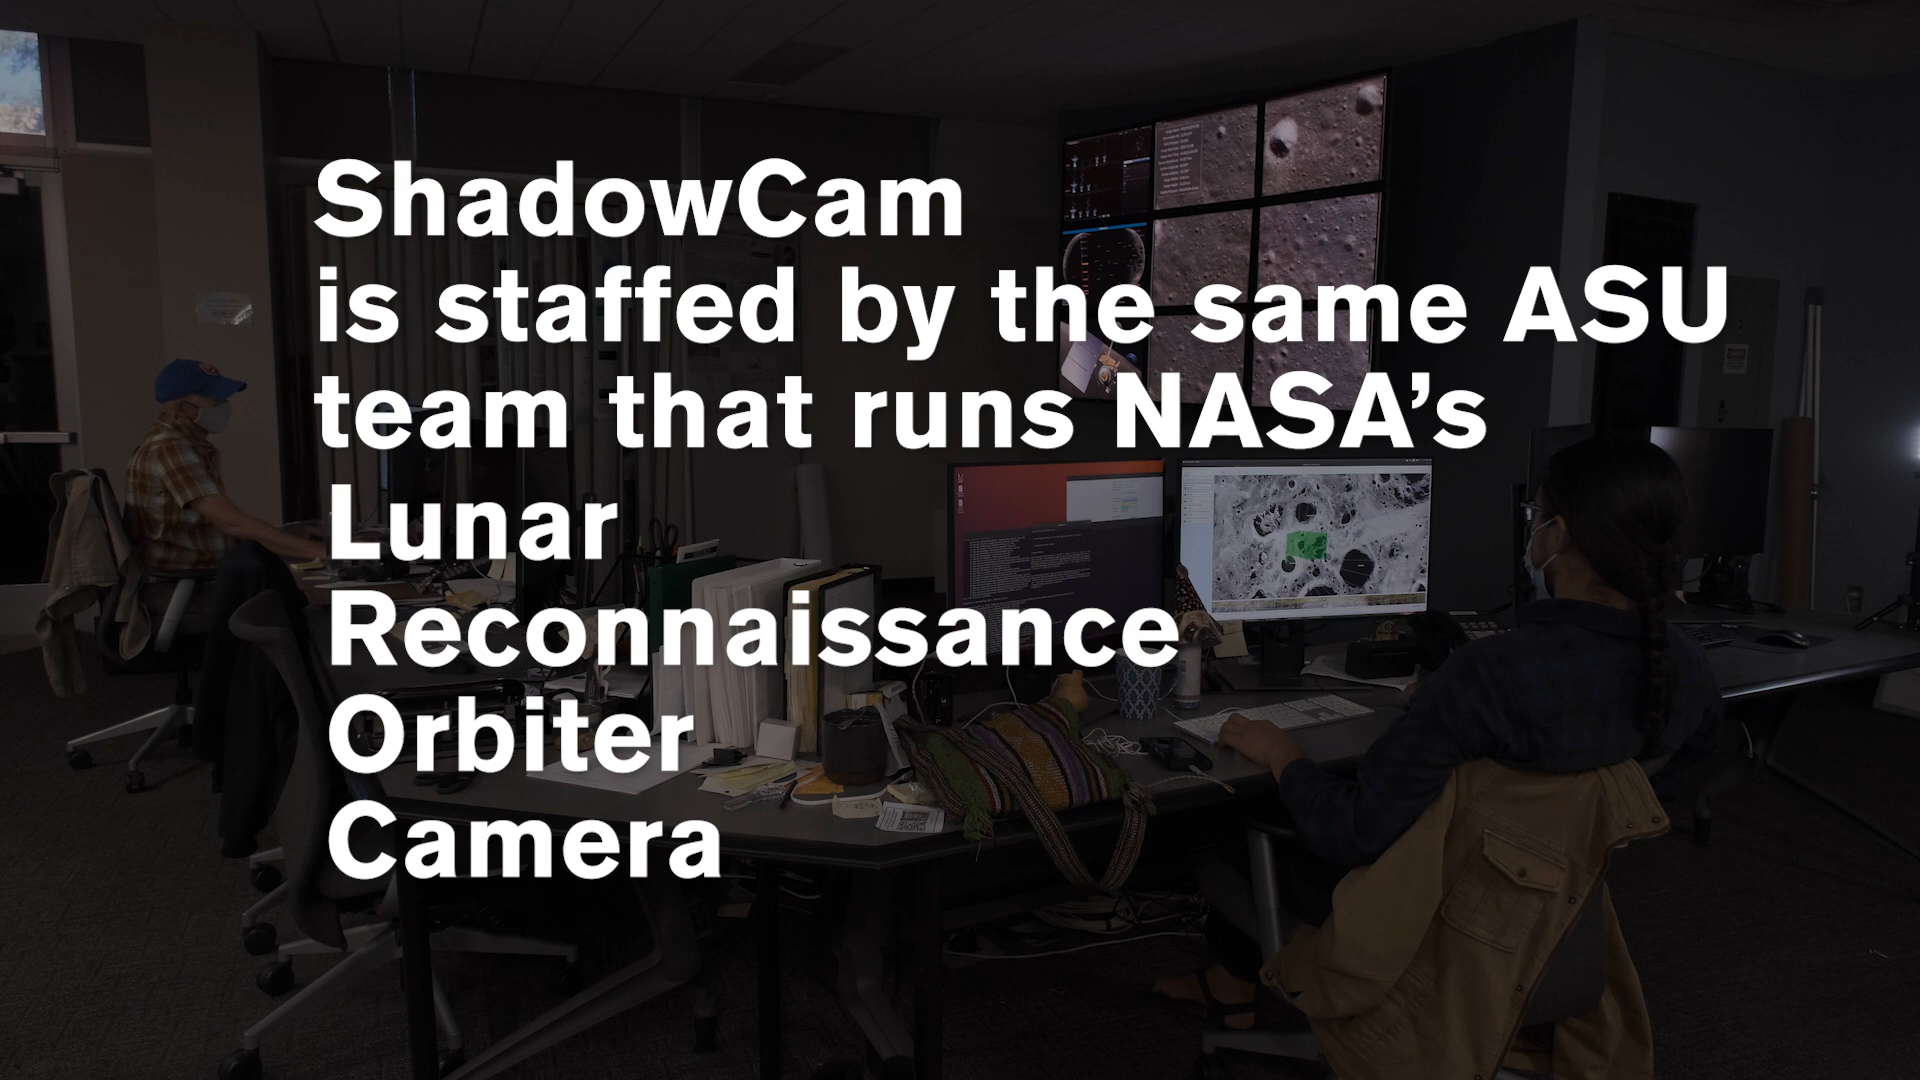 ShadowCam
is staffed by the same ASU
team that runs NASA’s
Lunar
Reconnaissance
Orbiter
Camera